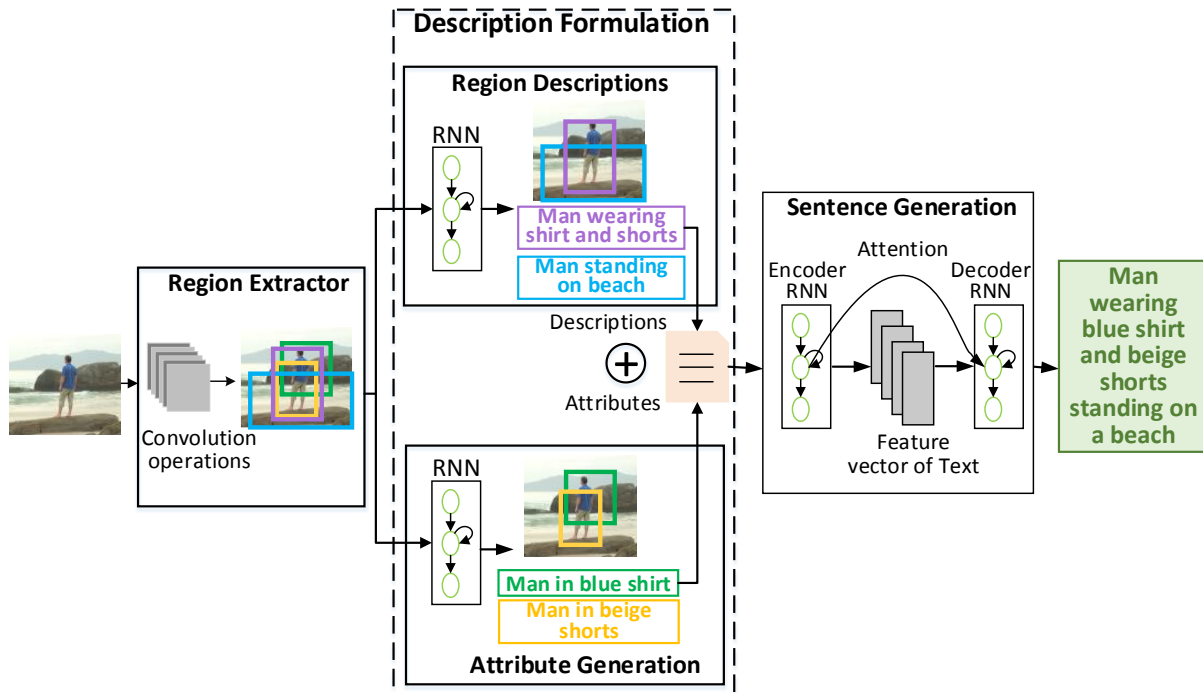 Description Formulation
Region Descriptions
RNN
Man wearing
shirt and shorts
Man standing
on beach
Region Extractor
Convolution
operations
Descriptions
Attributes
RNN
Man in blue shirt
Man in beige
shorts
Attribute Generation
Sentence Generation
Attention
Encoder
RNN
Decoder
RNN
Feature
vector of Text
Man
wearing
blue shirt
and beige
shorts
standing on
a beach